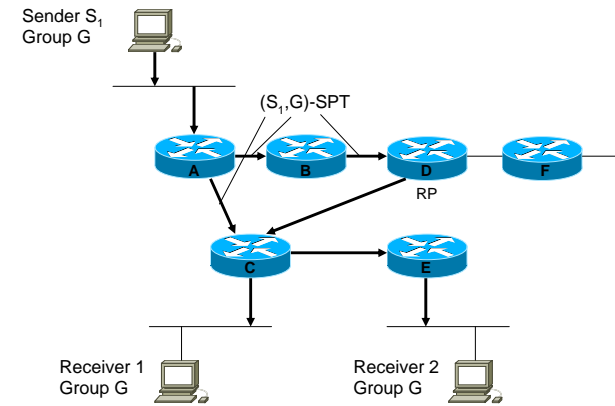 Sender S₁
Group G
(S₁,G)-SPT
A
B
D
F
RP
C
E
Receiver 1
Group G
Receiver 2
Group G